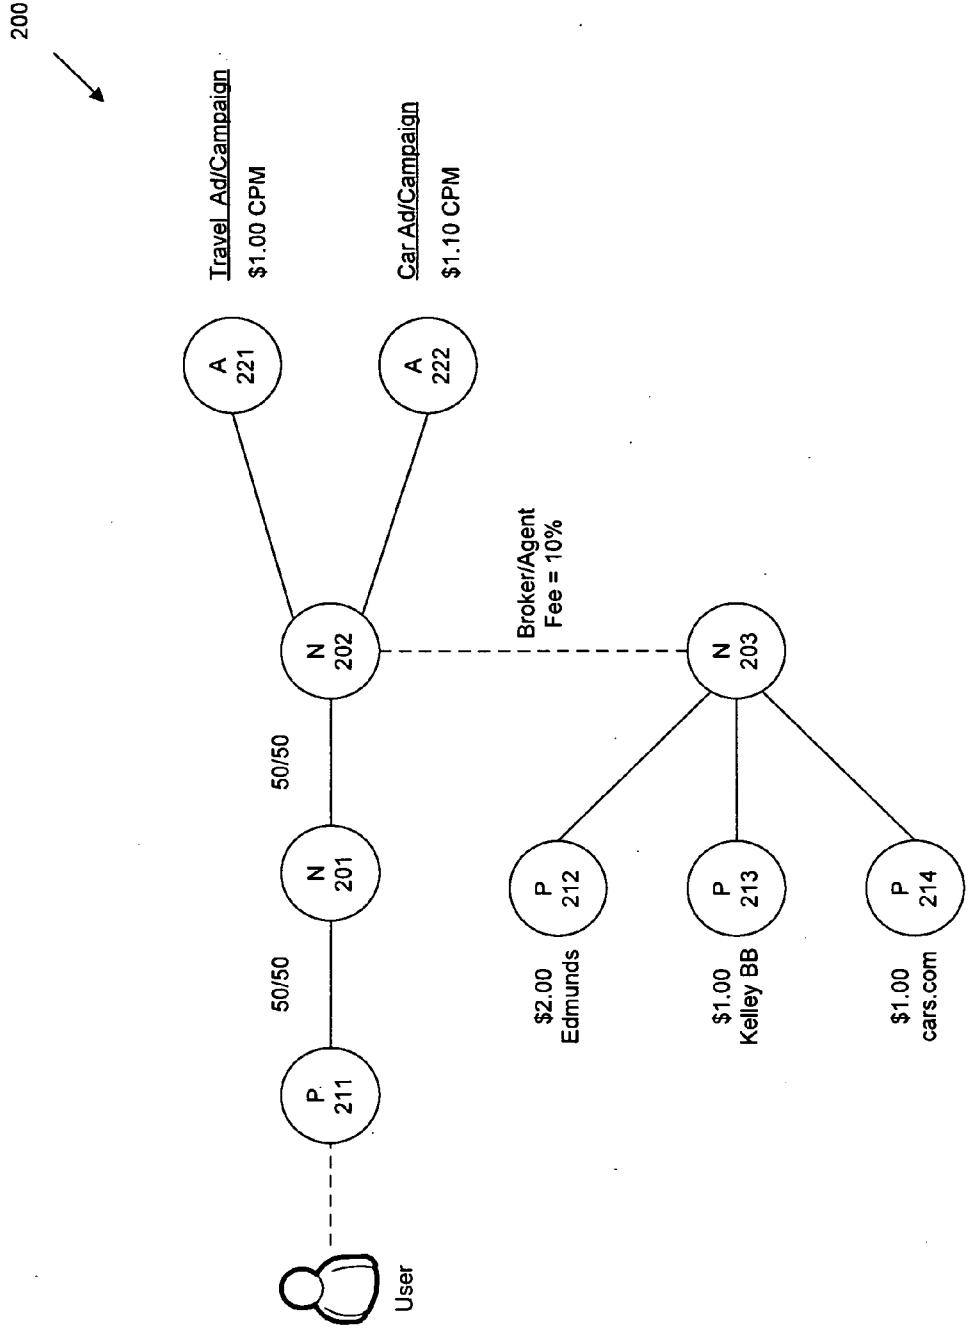 200
Travel Ad/Campaign
$1.00 CPM
Car Ad/Campaign
$1.10 CPM
A
221
A
222
User
P
211
50/50
N
201
50/50
N
202
Broker/Agent
Fee = 10%
N
203
$2.00
Edmunds
P
212
$1.00
Kelley BB
P
213
$1.00
cars.com
P
214